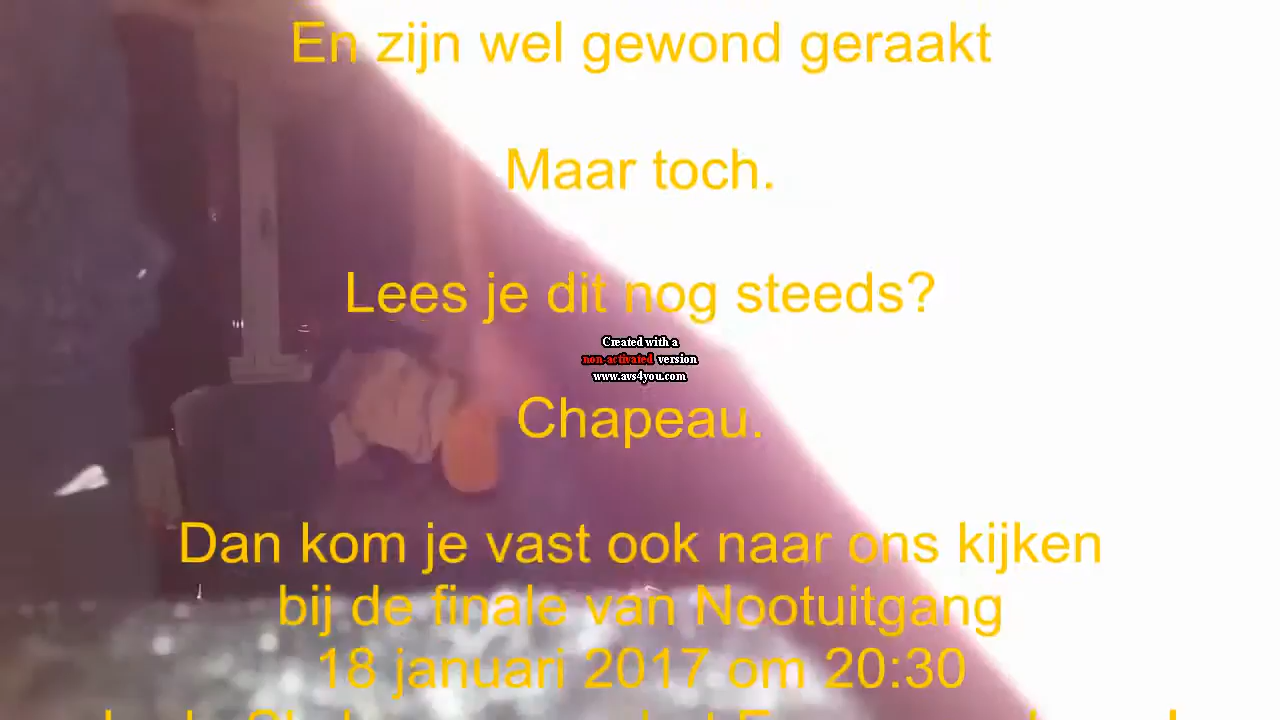 En zijn wel gewond geraakt
Maar toch.
Lees je dit nog steeds?
Created with a
non-activated version
www.avs4you.com
Chapeau.
Dan kom je vast ook naar ons kijken
bij de finale van Nootuitgang
18 januari 2017 om 20:30